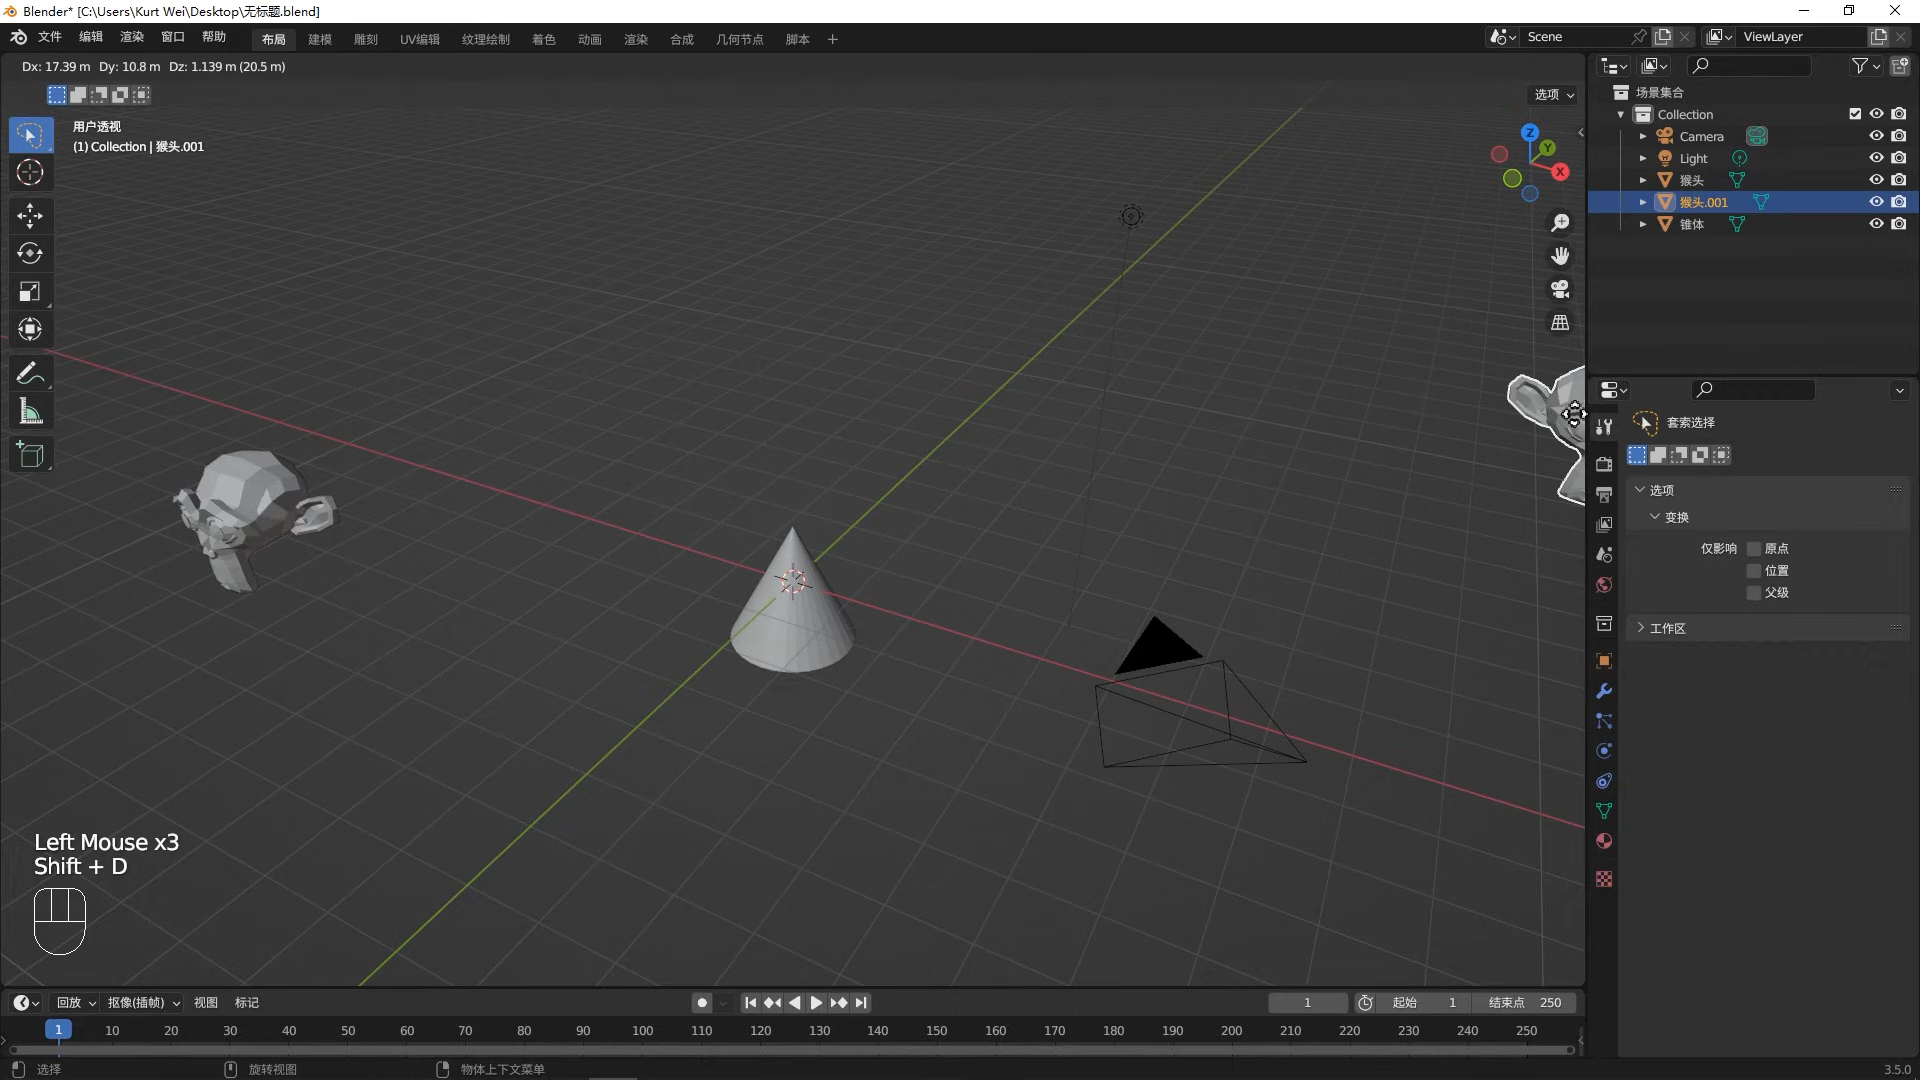 Blender* [C:\Users\Kurt Wei\Desktop\无标题.blend]
文件 编辑 渲染 窗口 帮助 布局 建模 雕刻 UV编辑 纹理绘制 着色 动画 渲染 合成 几何节点 脚本 + Scene ViewLayer
Dx: 17.39 m Dy: 10.8 m Dz: 1.139 m (20.5 m)
选项
用户透视
(1) Collection | 猴头.001
Z
Y
X
场景集合
Collection
Camera
Light
猴头
猴头.001
锥体
套索选择
选项
变换
仅影响 原点
位置
父级
工作区
Left Mouse x3
Shift + D
回放 抠像(插帧) 视图 标记 1 起始 1 结束点 250
1 10 20 30 40 50 60 70 80 90 100 110 120 130 140 150 160 170 180 190 200 210 220 230 240 250
选择 旋转视图 物体上下文菜单 3.5.0